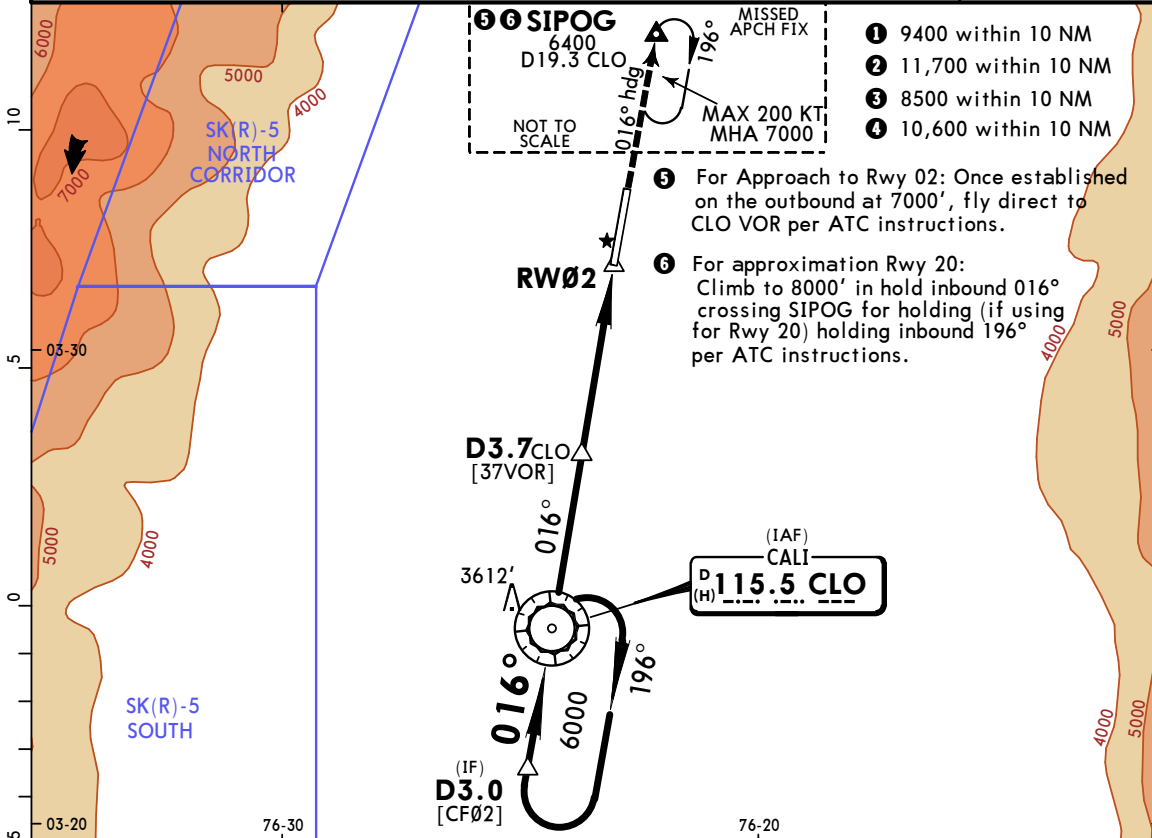 ❺ ❻ SIPOG
6400
D19.3 CLO
MISSED
APCH FIX
196°
016° hdg
MAX 200 KT
MHA 7000
NOT TO
SCALE
❶ 9400 within 10 NM
❷ 11,700 within 10 NM
❸ 8500 within 10 NM
❹ 10,600 within 10 NM
❺ For Approach to Rwy 02: Once established
on the outbound at 7000', fly direct to
CLO VOR per ATC instructions.
❻ For approximation Rwy 20:
Climb to 8000' in hold inbound 016°
crossing SIPOG for holding (if using
for Rwy 20) holding inbound 196°
per ATC instructions.
6000
5000
4000
7000
SK(R)-5
NORTH
CORRIDOR
10
5
0
5
03-30
RWØ2
D3.7 CLO
[37VOR]
016°
4000
5000
5000
4000
3612'
(IAF)
CALI
D
(H) 115.5 CLO
016°
196°
6000
SK(R)-5
SOUTH
(IF)
D3.0
[CFØ2]
4000
5000
03-20
76-30
76-20